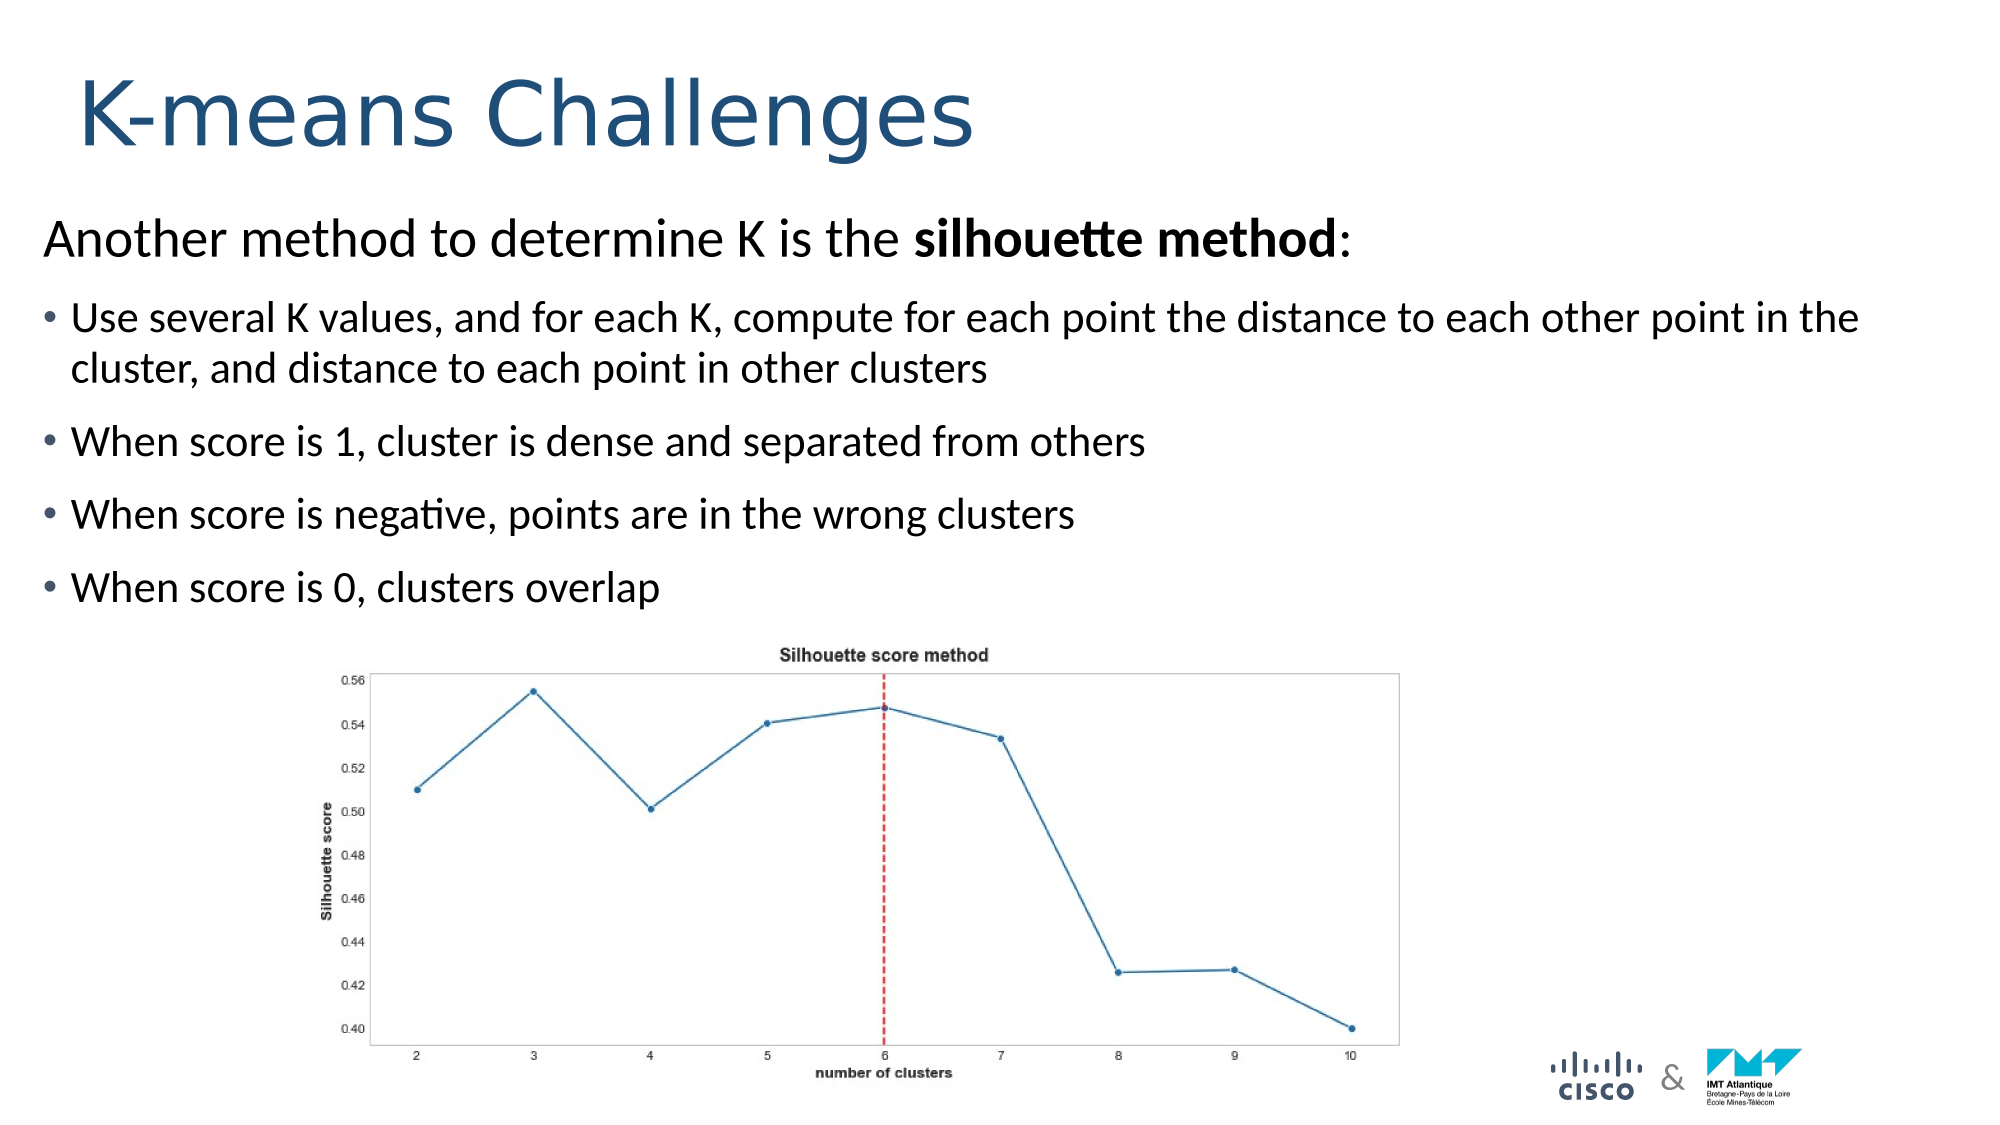 K-means Challenges
Another method to determine K is the silhouette method:
• Use several K values, and for each K, compute for each point the distance to each other point in the
cluster, and distance to each point in other clusters
• When score is 1, cluster is dense and separated from others
• When score is negative, points are in the wrong clusters
• When score is 0, clusters overlap
Silhouette score method
Silhouette score
0.56
0.54
0.52
0.50
0.48
0.46
0.44
0.42
0.40
2 3 4 5 6 7 8 9 10
number of clusters
CISCO & IMT Atlantique
Bretagne-Pays de la Loire
École Mines-Télécom